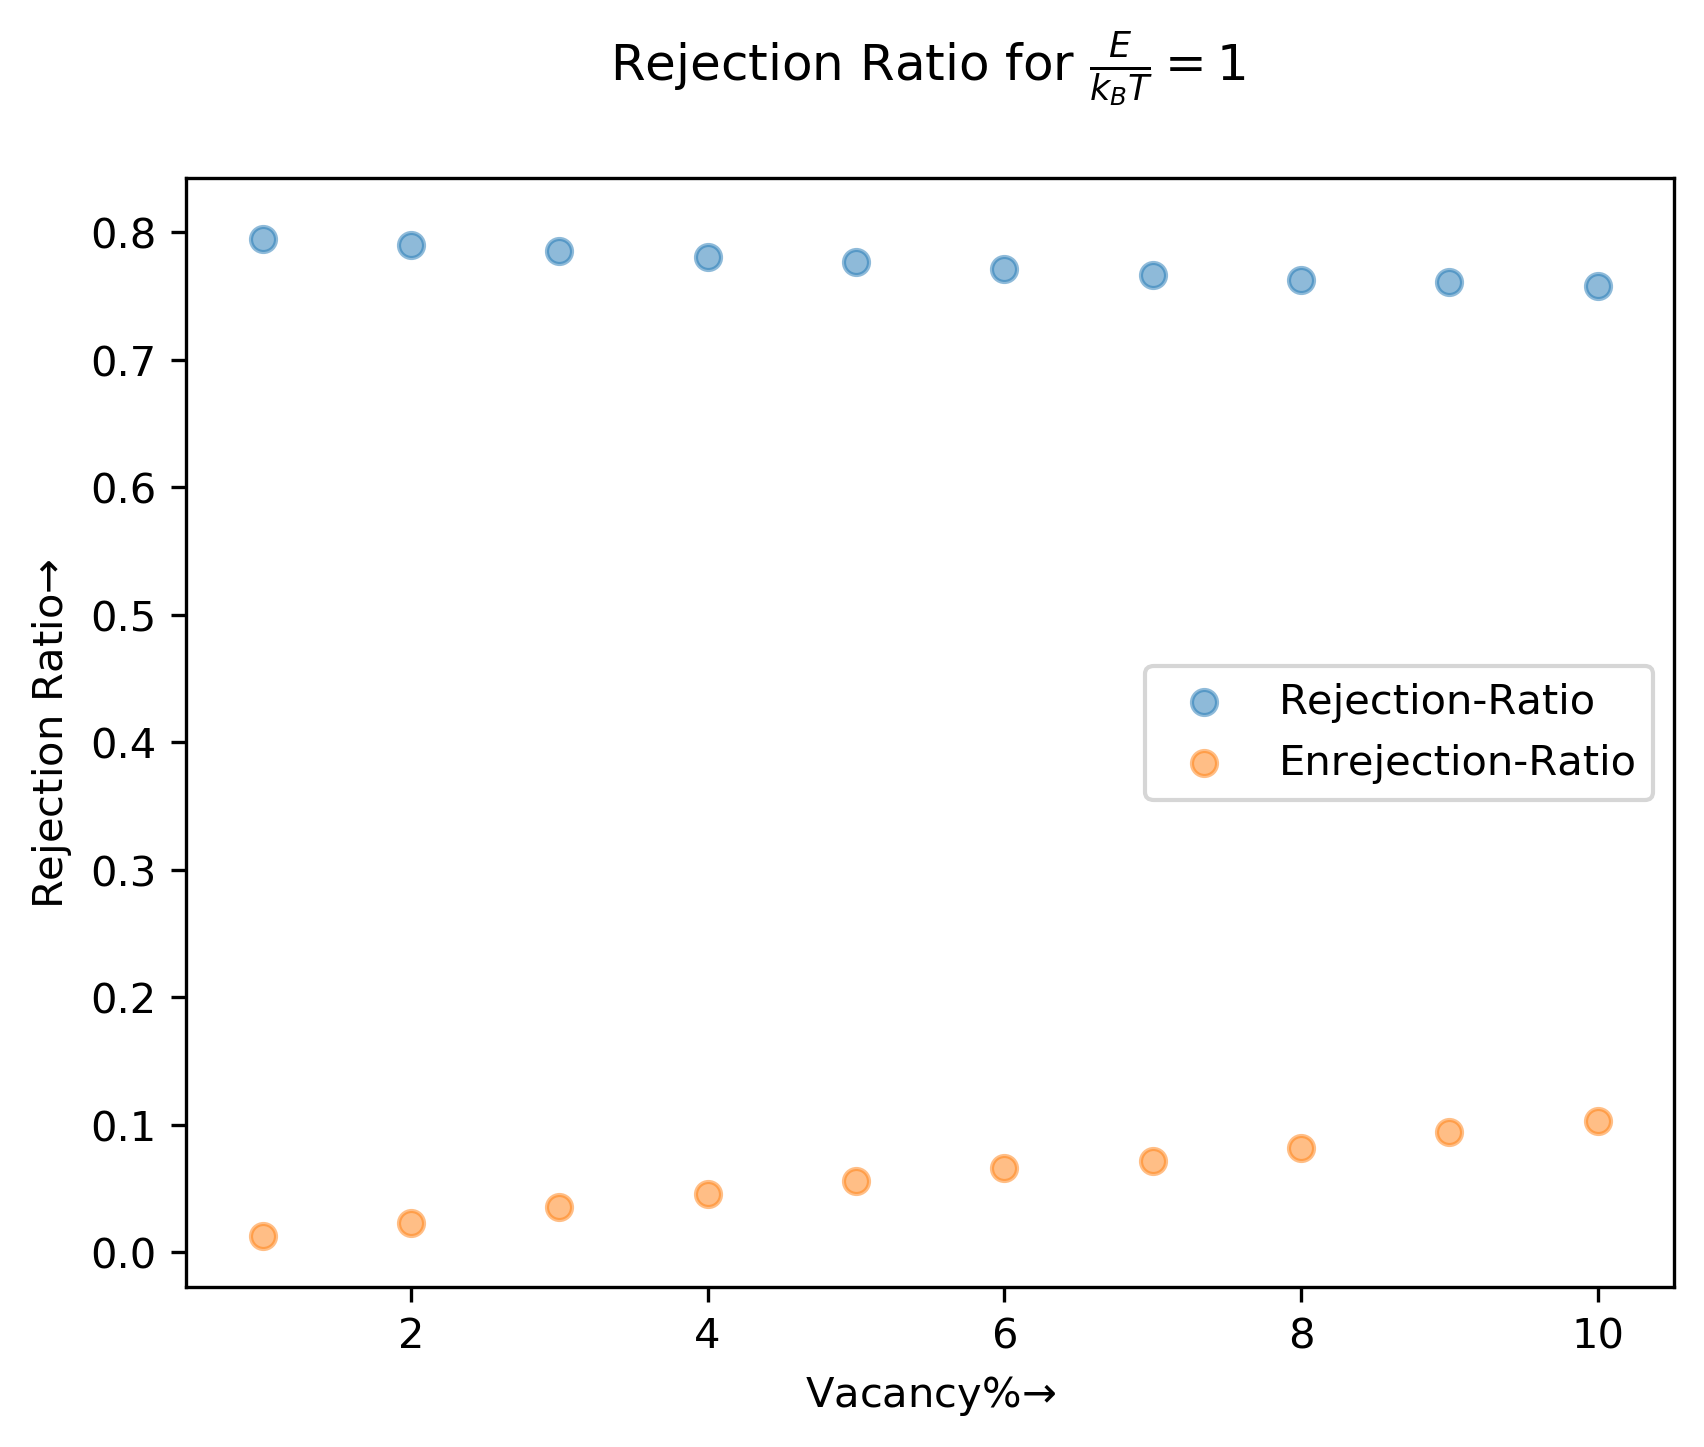 Rejection Ratio for $\frac{E}{k_B T} = 1$
0.8
0.7
0.6
0.5
0.4
0.3
0.2
0.1
0.0
Rejection Ratio→
Rejection-Ratio
Enrejection-Ratio
2 4 6 8 10
Vacancy%→